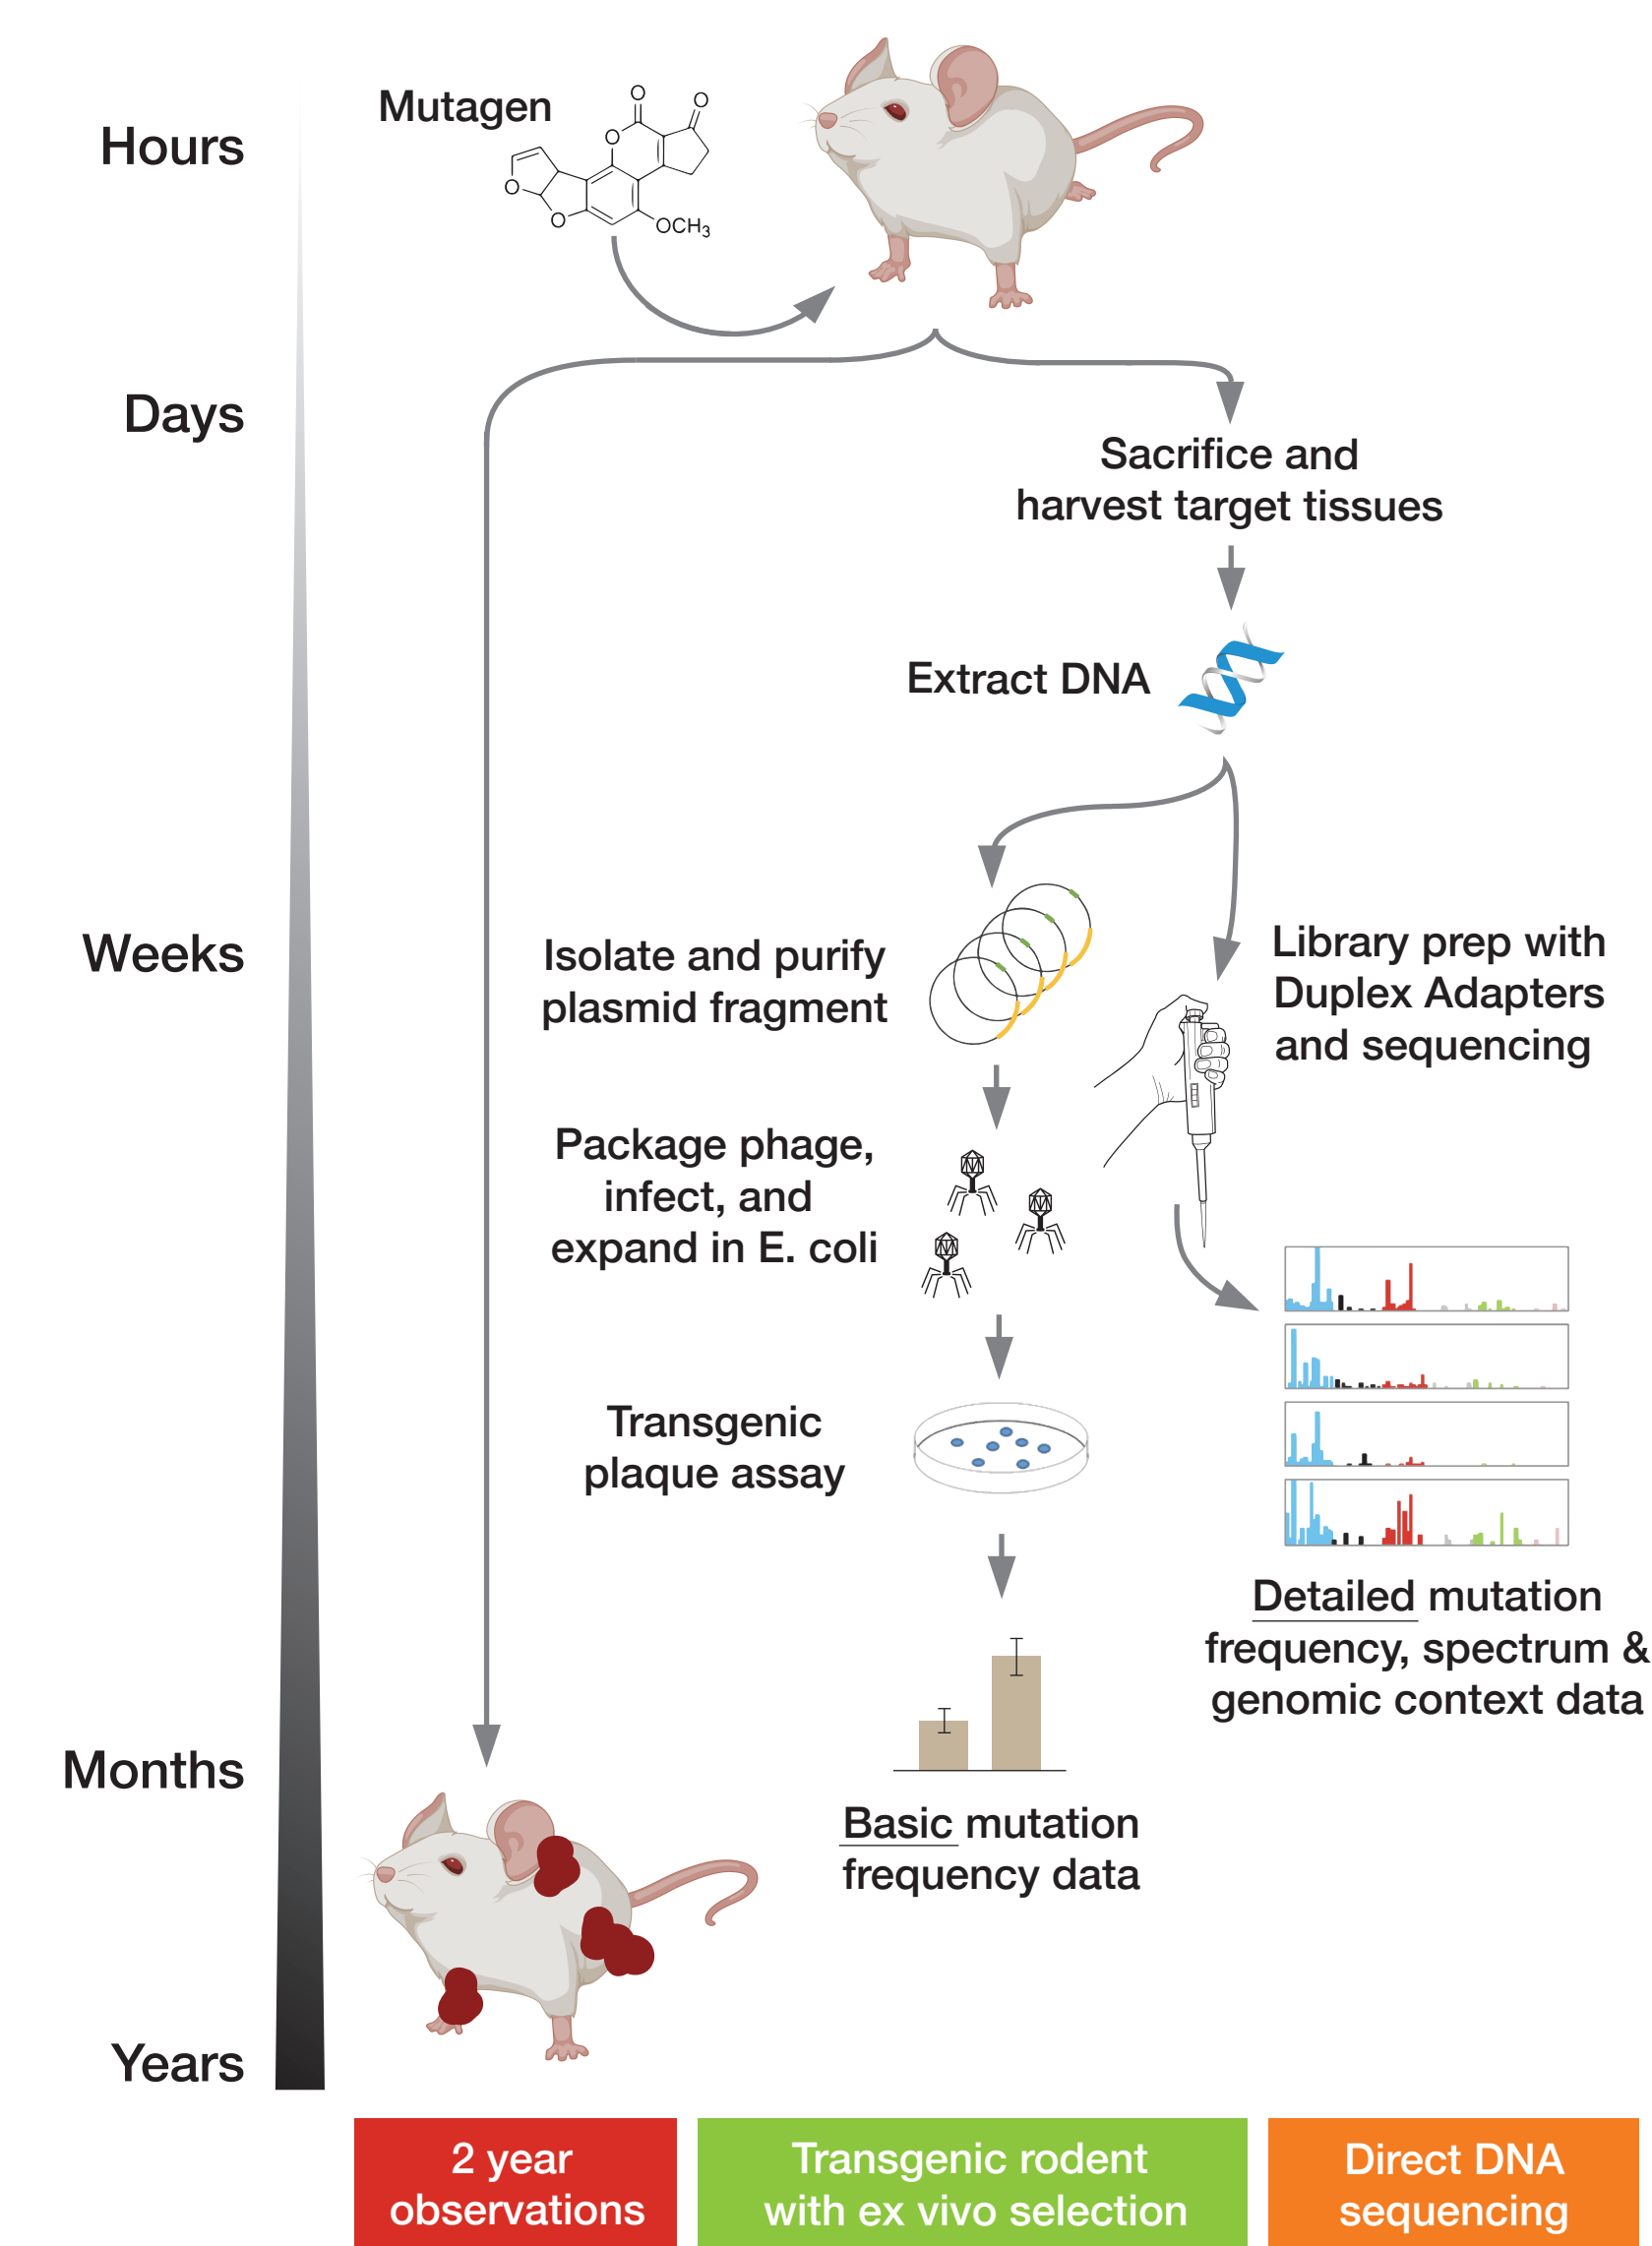 Mutagen
O
O
O
O
O
OCH3
Hours
Days
Weeks
Months
Years
Sacrifice and
harvest target tissues
Extract DNA
Isolate and purify
plasmid fragment
Package phage,
infect, and
expand in E. coli
Transgenic
plaque assay
Basic mutation
frequency data
Library prep with
Duplex Adapters
and sequencing
Detailed mutation
frequency, spectrum &
genomic context data
2 year
observations
Transgenic rodent
with ex vivo selection
Direct DNA
sequencing